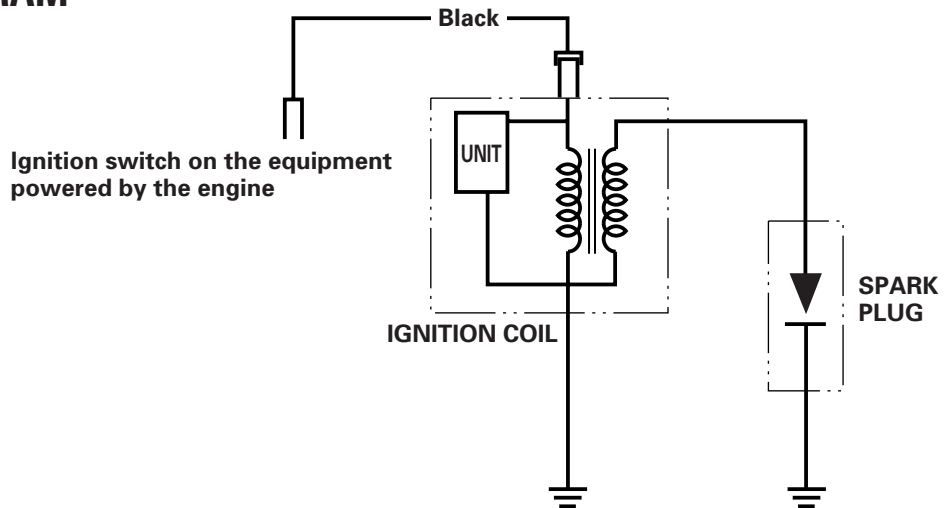 Black
Ignition switch on the equipment
powered by the engine
UNIT
IGNITION COIL
SPARK
PLUG